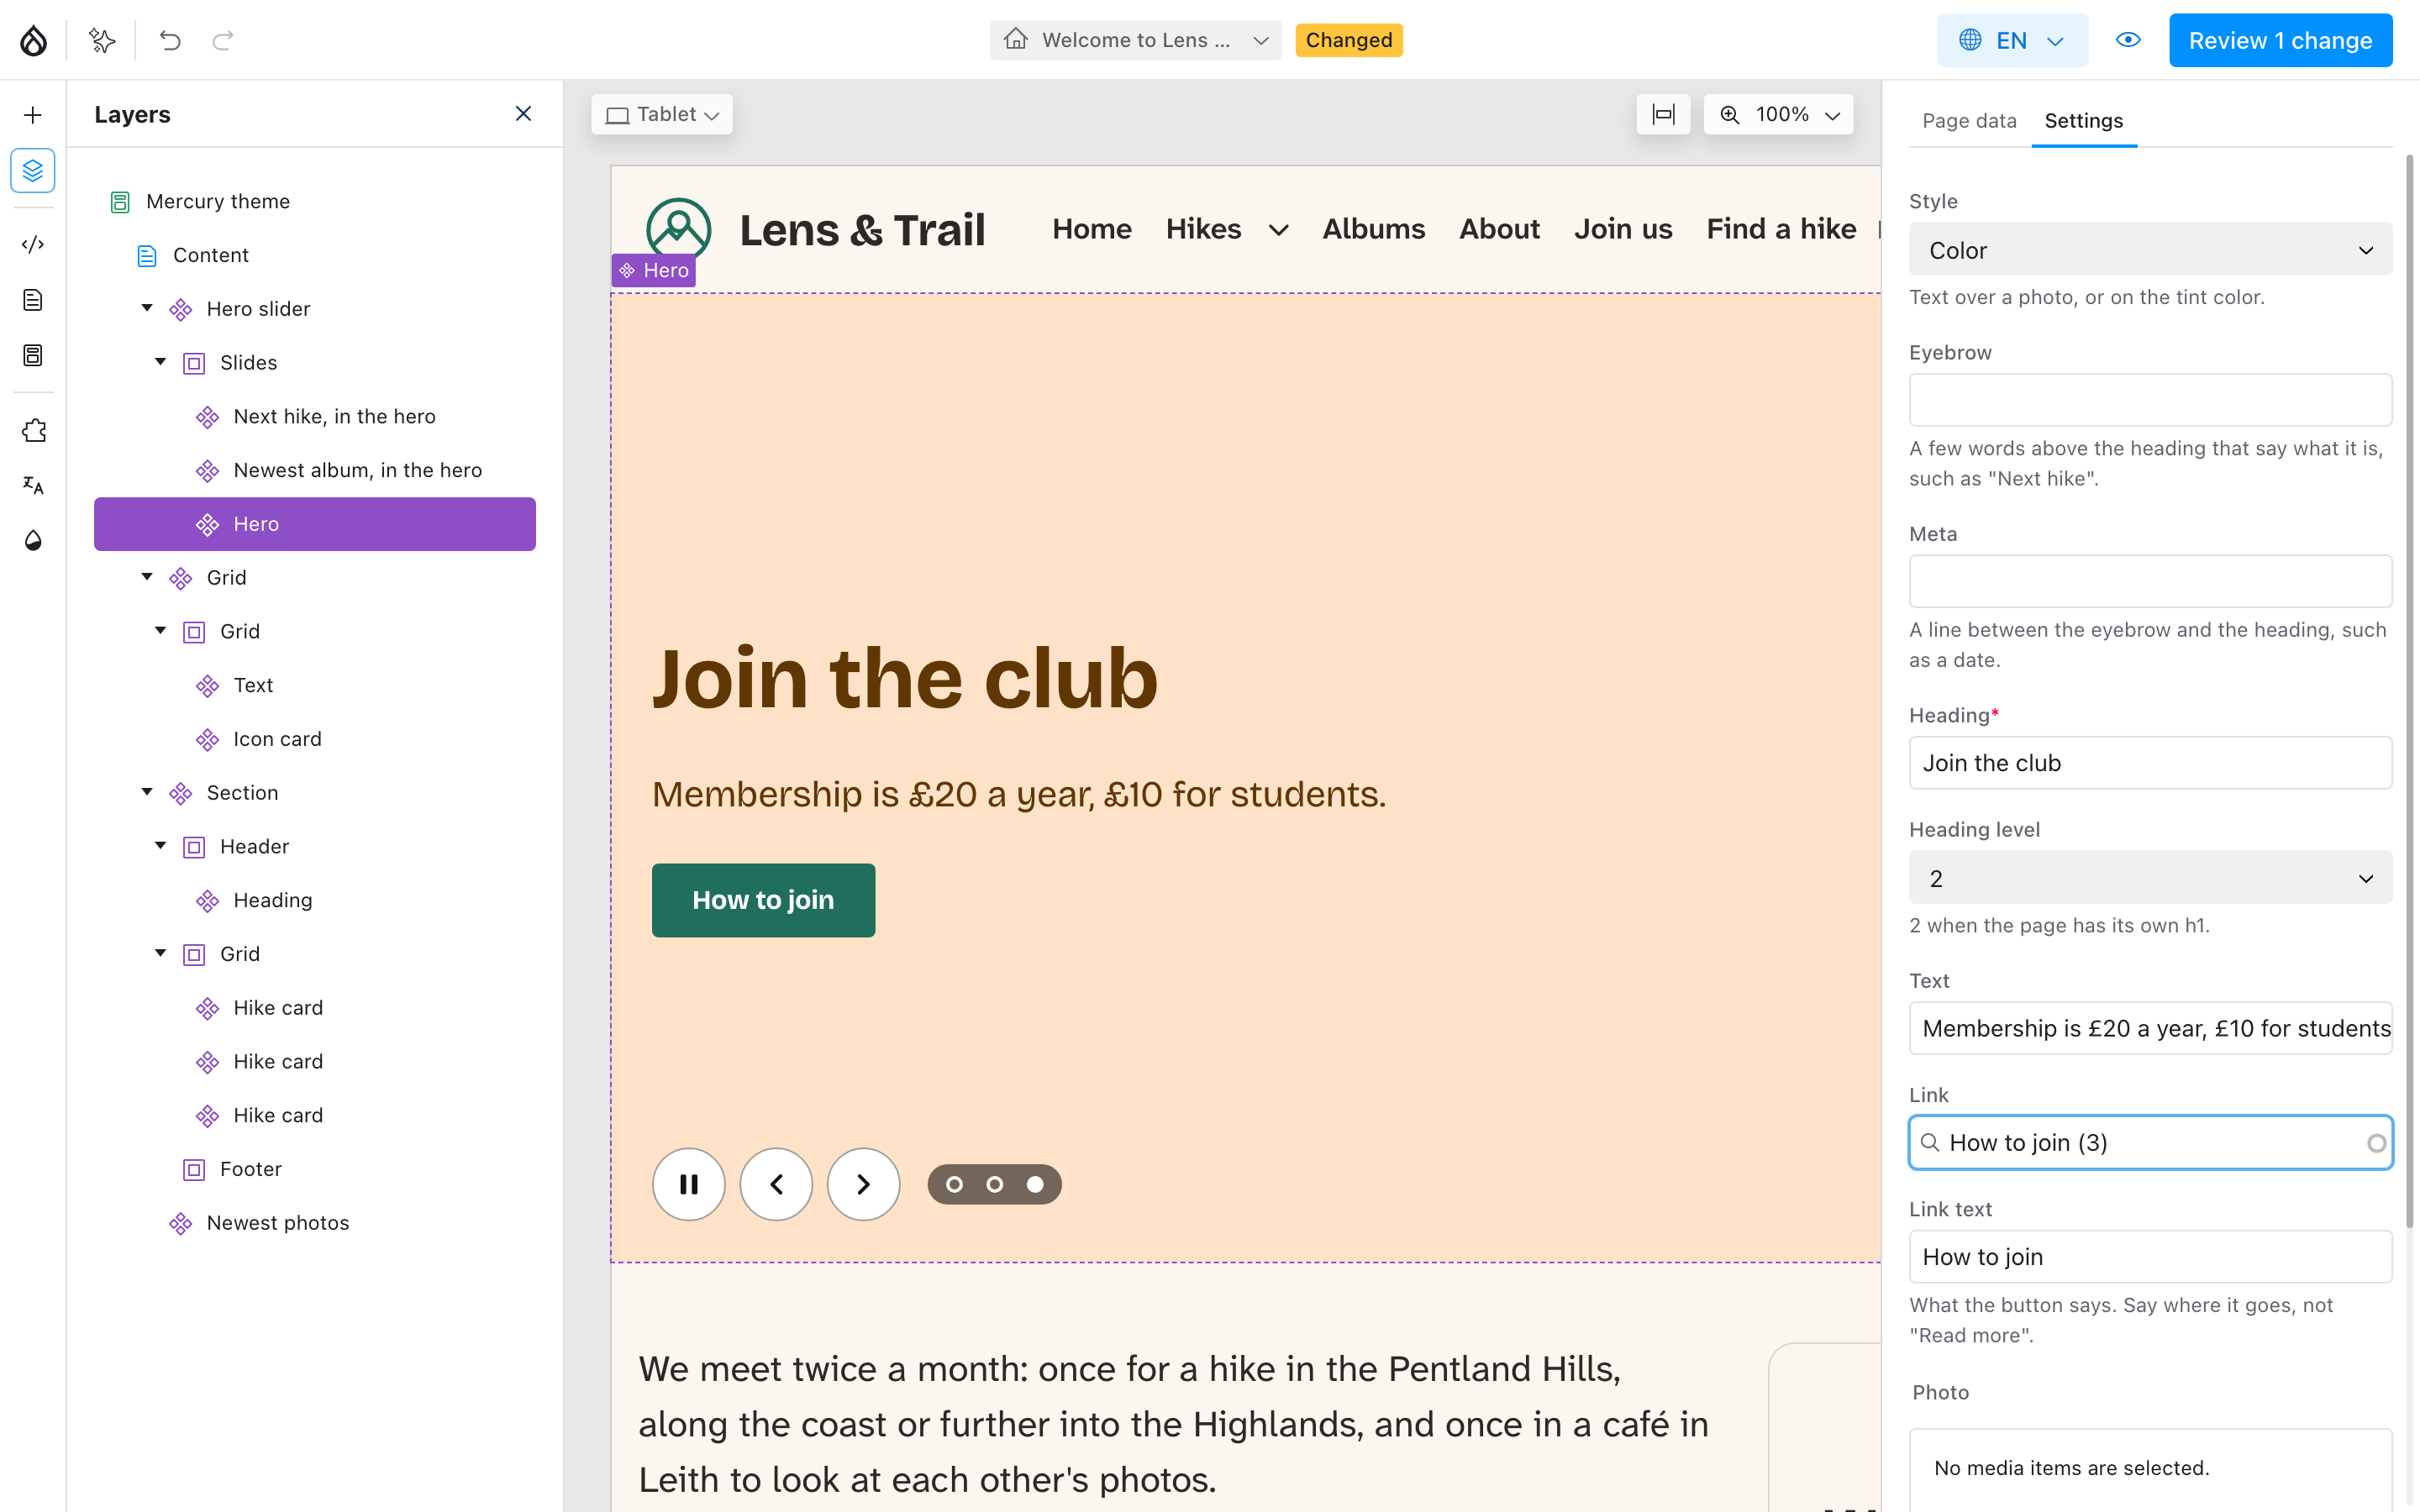 Welcome to Lens ...
Changed
EN
Review 1 change
Layers
Mercury theme
Content
Hero slider
Slides
Next hike, in the hero
Newest album, in the hero
Hero
Grid
Grid
Text
Icon card
Section
Header
Heading
Grid
Hike card
Hike card
Hike card
Footer
Newest photos
Tablet
100%
Lens & Trail
Home
Hikes
Albums
About
Join us
Find a hike
Hero
Join the club
Membership is £20 a year, £10 for students.
How to join
We meet twice a month: once for a hike in the Pentland Hills,
along the coast or further into the Highlands, and once in a café in
Leith to look at each other's photos.
Page data
Settings
Style
Color
Text over a photo, or on the tint color.
Eyebrow
A few words above the heading that say what it is,
such as "Next hike".
Meta
A line between the eyebrow and the heading, such
as a date.
Heading*
Join the club
Heading level
2
2 when the page has its own h1.
Text
Membership is £20 a year, £10 for students
Link
How to join (3)
Link text
How to join
What the button says. Say where it goes, not
"Read more".
Photo
No media items are selected.